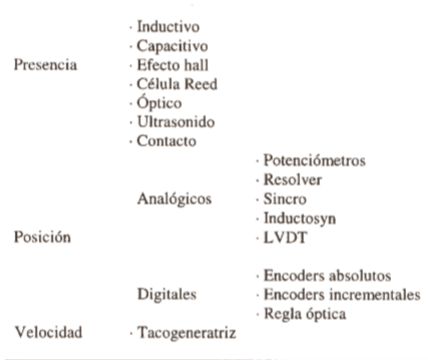 · Inductivo
· Capacitivo
Presencia · Efecto hall
· Célula Reed
· Óptico
· Ultrasonido
· Contacto
· Potenciómetros
· Resolver
Analógicos · Sincro
· Inductosyn
Posición · LVDT
· Encoders absolutos
Digitales · Encoders incrementales
· Regla óptica
Velocidad · Tacogeneratriz